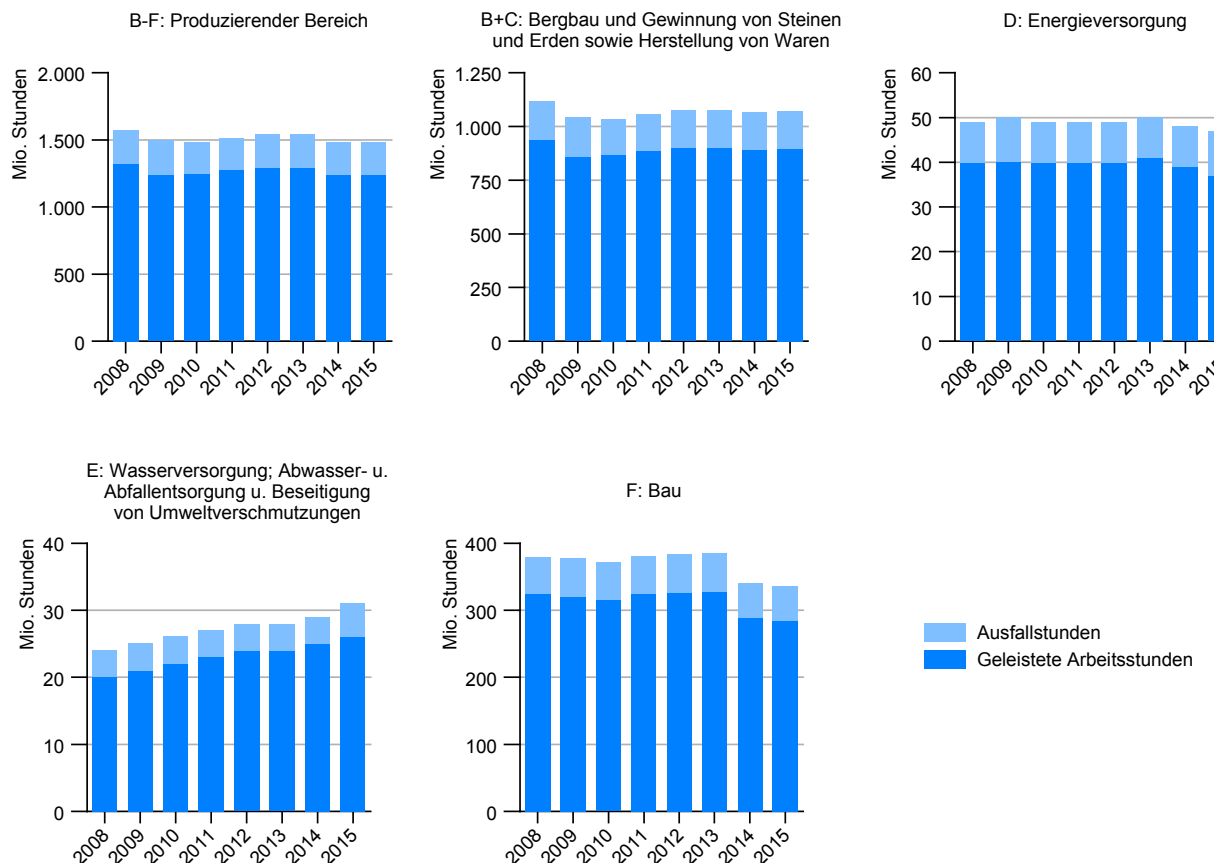 B-F: Produzierender Bereich
Mio. Stunden
2.000
1.500
1.000
500
0
2008 2009 2010 2011 2012 2013 2014 2015
B+C: Bergbau und Gewinnung von Steinen
und Erden sowie Herstellung von Waren
Mio. Stunden
1.250
1.000
750
500
250
0
2008 2009 2010 2011 2012 2013 2014 2015
D: Energieversorgung
Mio. Stunden
60
50
40
30
20
10
0
2008 2009 2010 2011 2012 2013 2014
E: Wasserversorgung; Abwasser- u.
Abfallentsorgung u. Beseitigung
von Umweltverschmutzungen
Mio. Stunden
40
30
20
10
0
2008 2009 2010 2011 2012 2013 2014 2015
F: Bau
Mio. Stunden
400
300
200
100
0
2008 2009 2010 2011 2012 2013 2014 2015
Ausfallstunden
Geleistete Arbeitsstunden